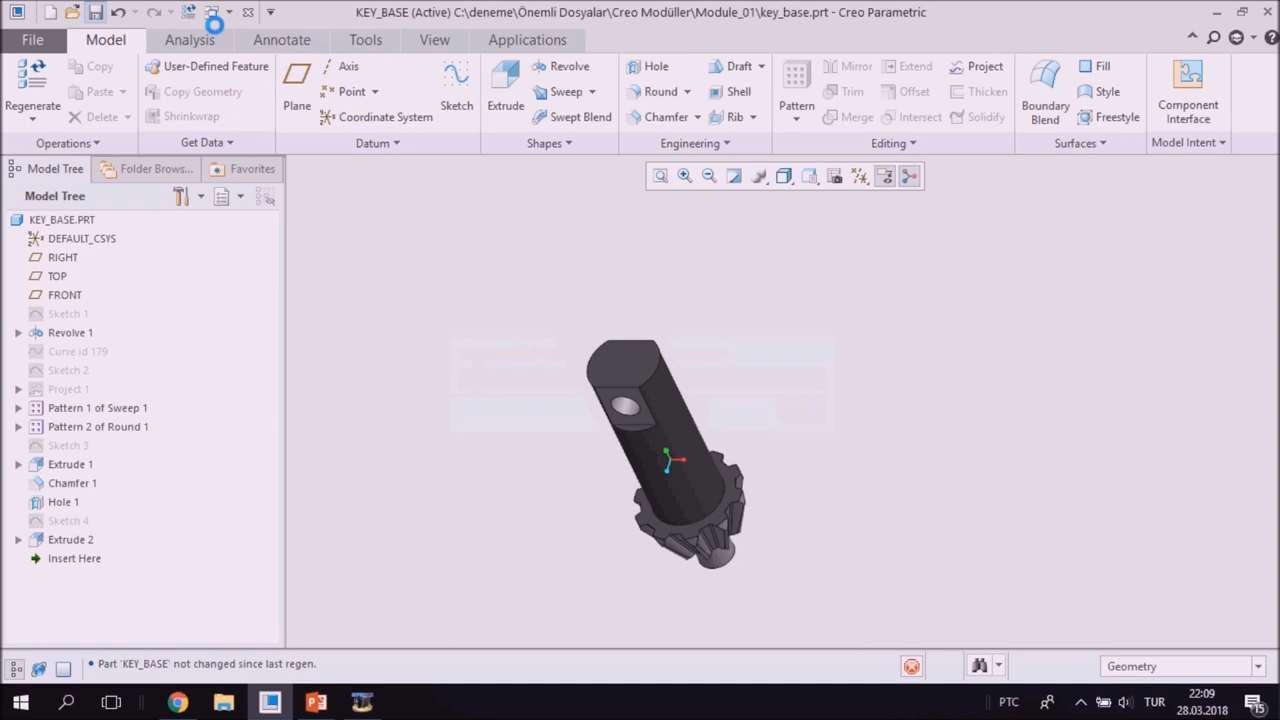 KEY_BASE (Active) C:\deneme\Önemli Dosyalar\Creo Modüller\Module_01\key_base.prt - Creo Parametric
File Model Analysis Annotate Tools View Applications
Regenerate
Copy
Paste
Delete
User-Defined Feature
Copy Geometry
Shrinkwrap
Plane
Axis
Point
Coordinate System
Sketch
Extrude
Revolve
Sweep
Swept Blend
Hole
Round
Chamfer
Draft
Shell
Rib
Pattern
Mirror
Trim
Merge
Extend
Offset
Intersect
Project
Thicken
Solidify
Boundary
Blend
Fill
Style
Freestyle
Component
Interface
Operations Get Data Datum Shapes Engineering Editing Surfaces Model Intent
Model Tree Folder Brows... Favorites
Model Tree
KEY_BASE.PRT
DEFAULT_CSYS
RIGHT
TOP
FRONT
Sketch 1
Revolve 1
Curve id 179
Sketch 2
Project 1
Pattern 1 of Sweep 1
Pattern 2 of Round 1
Sketch 3
Extrude 1
Chamfer 1
Hole 1
Sketch 4
Extrude 2
Insert Here
• Part 'KEY_BASE' not changed since last regen.
Geometry
PTC TUR 22:09
28.03.2018
15